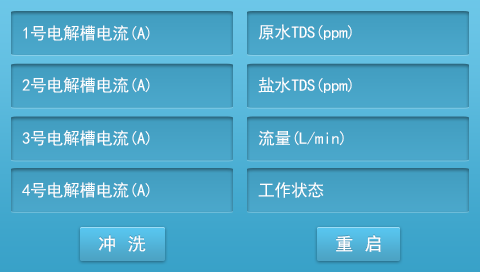 1号电解槽电流(A)
原水TDS(ppm)
2号电解槽电流(A)
盐水TDS(ppm)
3号电解槽电流(A)
流量(L/min)
4号电解槽电流(A)
工作状态
冲 洗
重 启